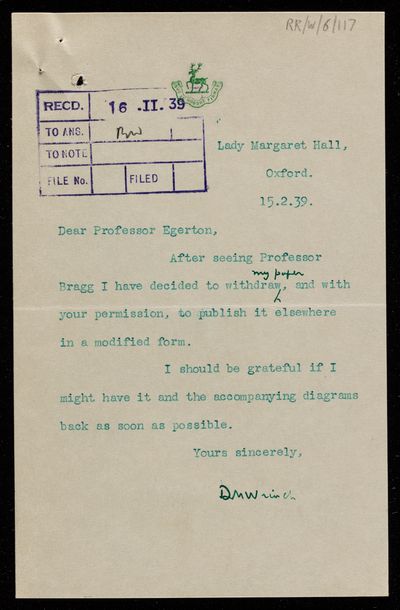 RR/W/6/117
RECD. 16 .II. 39
TO ANS.
TO NOTE
FILE No. FILED
Lady Margaret Hall,
Oxford.
15.2.39.
Dear Professor Egerton,
After seeing Professor
my paper
Bragg I have decided to withdraw, and with
your permission, to publish it elsewhere
in a modified form.
I should be grateful if I
might have it and the accompanying diagrams
back as soon as possible.
Yours sincerely,
DMWrinch